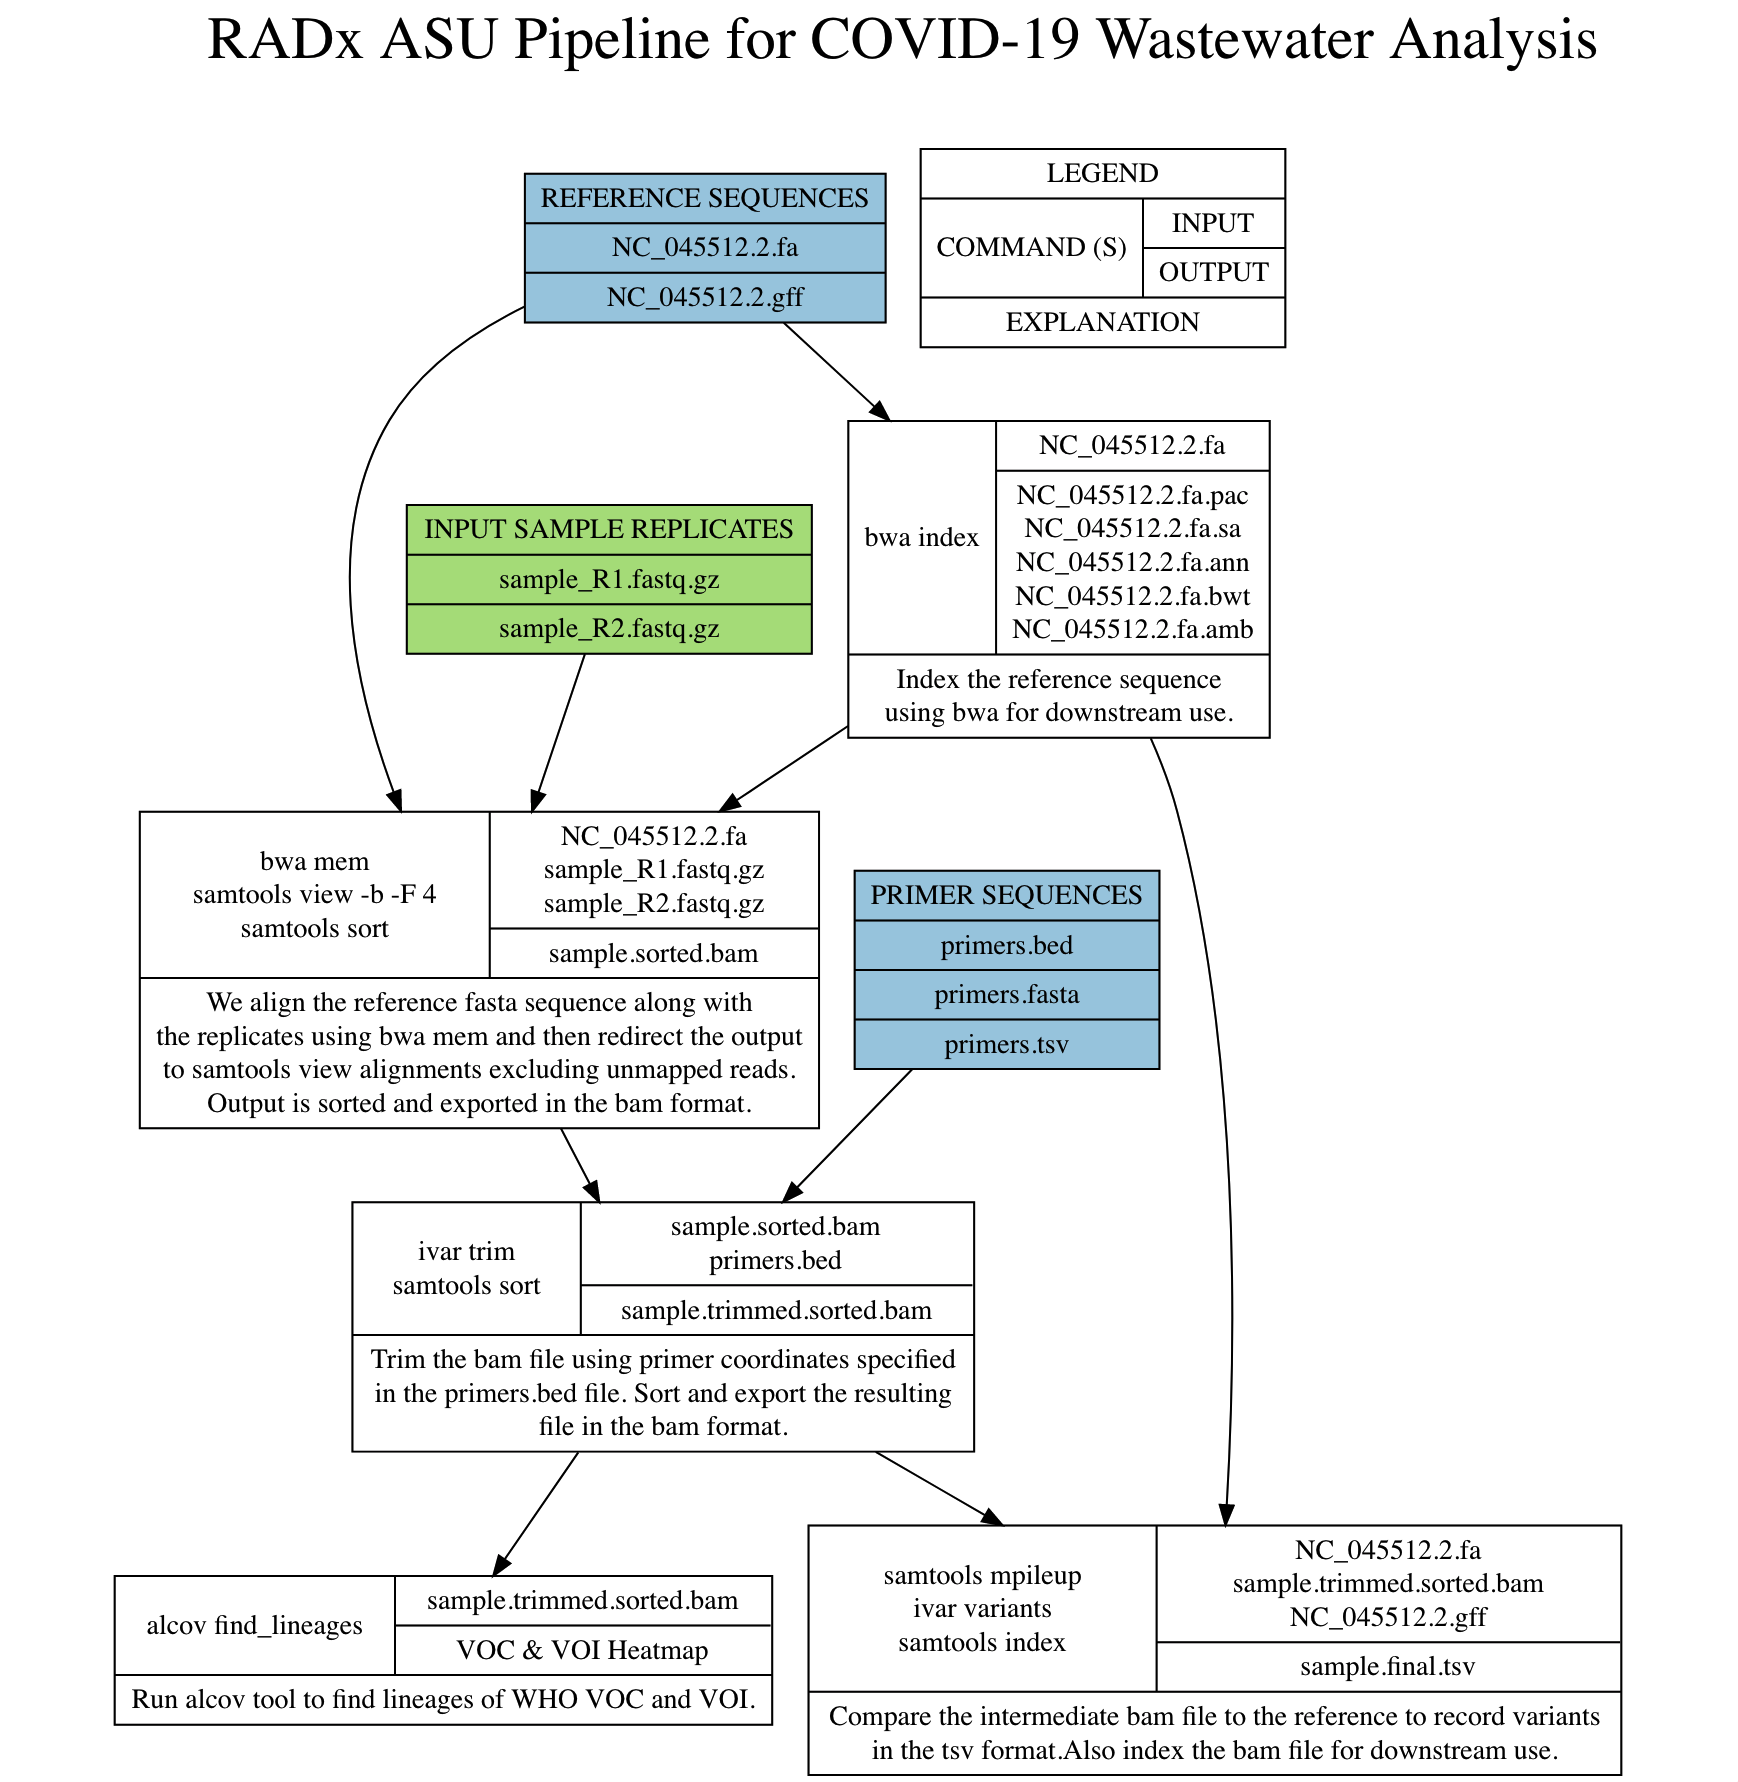 RADx ASU Pipeline for COVID-19 Wastewater Analysis
REFERENCE SEQUENCES
NC_045512.2.fa
NC_045512.2.gff
LEGEND
COMMAND (S)
INPUT
OUTPUT
EXPLANATION
bwa index
NC_045512.2.fa
NC_045512.2.fa.pac
NC_045512.2.fa.sa
NC_045512.2.fa.ann
NC_045512.2.fa.bwt
NC_045512.2.fa.amb
Index the reference sequence
using bwa for downstream use.
INPUT SAMPLE REPLICATES
sample_R1.fastq.gz
sample_R2.fastq.gz
bwa mem
samtools view -b -F 4
samtools sort
NC_045512.2.fa
sample_R1.fastq.gz
sample_R2.fastq.gz
sample.sorted.bam
We align the reference fasta sequence along with
the replicates using bwa mem and then redirect the output
to samtools view alignments excluding unmapped reads.
Output is sorted and exported in the bam format.
PRIMER SEQUENCES
primers.bed
primers.fasta
primers.tsv
ivar trim
samtools sort
sample.sorted.bam
primers.bed
sample.trimmed.sorted.bam
Trim the bam file using primer coordinates specified
in the primers.bed file. Sort and export the resulting
file in the bam format.
alcov find_lineages
sample.trimmed.sorted.bam
VOC & VOI Heatmap
Run alcov tool to find lineages of WHO VOC and VOI.
samtools mpileup
ivar variants
samtools index
NC_045512.2.fa
sample.trimmed.sorted.bam
NC_045512.2.gff
sample.final.tsv
Compare the intermediate bam file to the reference to record variants
in the tsv format.Also index the bam file for downstream use.